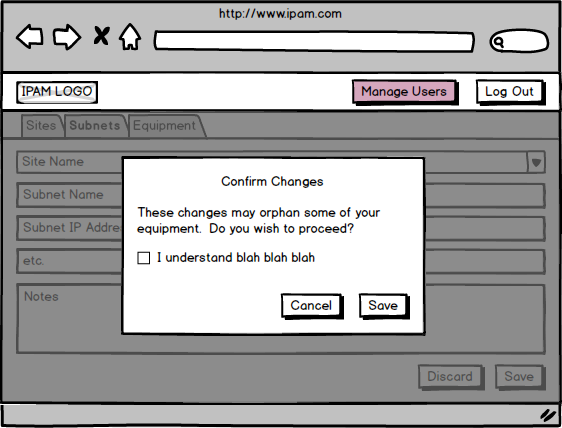 http://www.ipam.com
IPAM LOGO
Manage Users
Log Out
Sites
Subnets
Equipment
Site Name
Subnet Name
Subnet IP Addre
etc.
Notes
Confirm Changes
These changes may orphan some of your
equipment. Do you wish to proceed?
I understand blah blah blah
Cancel
Save
Discard
Save